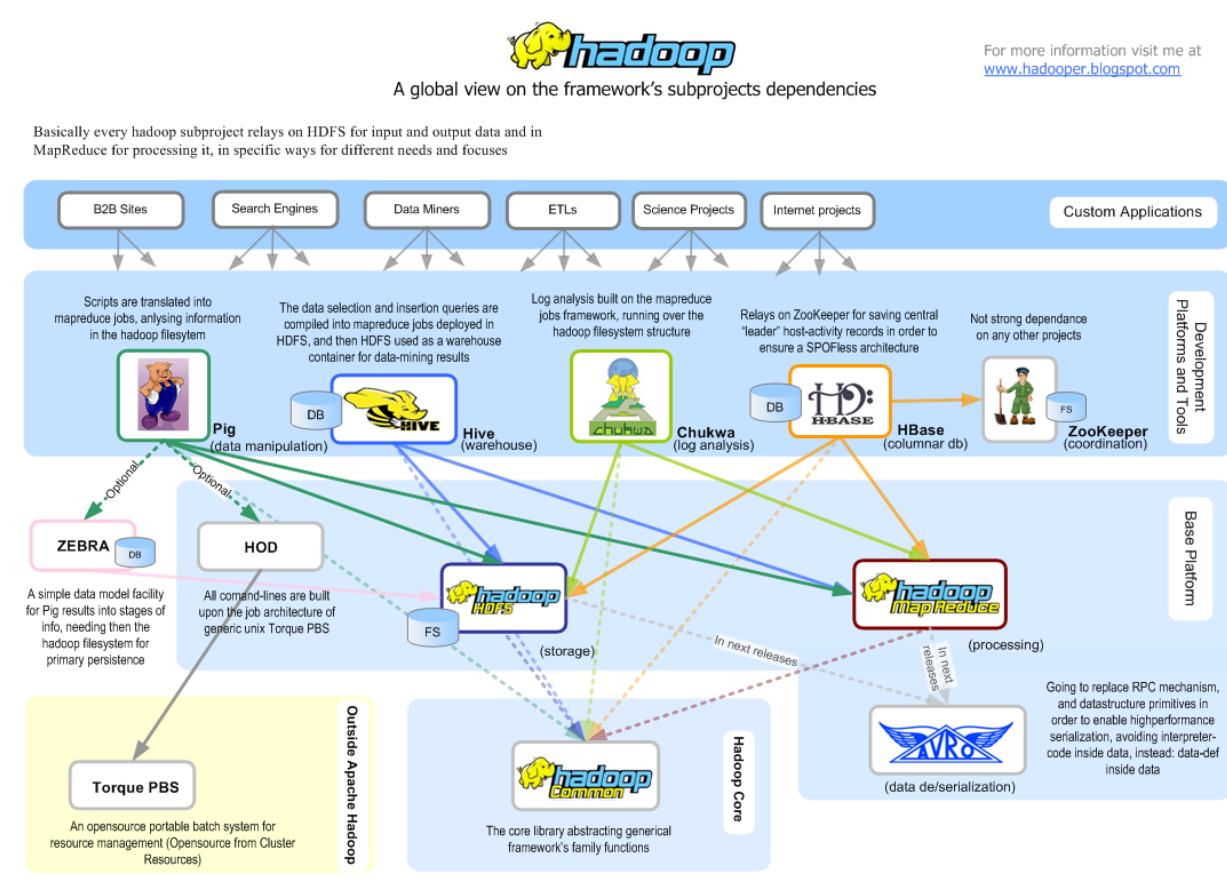 hadoop
A global view on the framework's subprojects dependencies
For more information visit me at
www.hadooper.blogspot.com
Basically every hadoop subproject relays on HDFS for input and output data and in
MapReduce for processing it, in specific ways for different needs and focuses
B2B Sites
Search Engines
Data Miners
ETLs
Science Projects
Internet projects
Custom Applications
Scripts are translated into
mapreduce jobs, anlysing information
in the hadoop filesytem
The data selection and insertion queries are
compiled into mapreduce jobs deployed in
HDFS, and then HDFS used as a warehouse
container for data-mining results
Log analysis built on the mapreduce
jobs framework, running over the
hadoop filesystem structure
Relays on ZooKeeper for saving central
"leader" host-activity records in order to
ensure a SPOFless architecture
Not strong dependance
on any other projects
Development
Platforms and Tools
Pig
(data manipulation)
DB
HIVE
Hive
(warehouse)
chukwa
Chukwa
(log analysis)
DB
H-BASE
HBase
(columnar db)
FS
ZooKeeper
(coordination)
Optional
Optional
ZEBRA
DB
A simple data model facility
for Pig results into stages of
info, needing then the
hadoop filesystem for
primary persistence
HOD
All comand-lines are built
upon the job architecture of
generic unix Torque PBS
hadoop
HDFS
FS
(storage)
hadoop
Map Reduce
(processing)
Base Platform
In next releases
In next
releases
AVRO
(data de/serialization)
Going to replace RPC mechanism,
and datastructure primitives in
order to enable highperformance
serialization, avoiding interpreter-
code inside data, instead: data-def
inside data
Torque PBS
An opensource portable batch system for
resource management (Opensource from Cluster
Resources)
Outside Apache Hadoop
hadoop
Common
The core library abstracting generical
framework's family functions
Hadoop Core